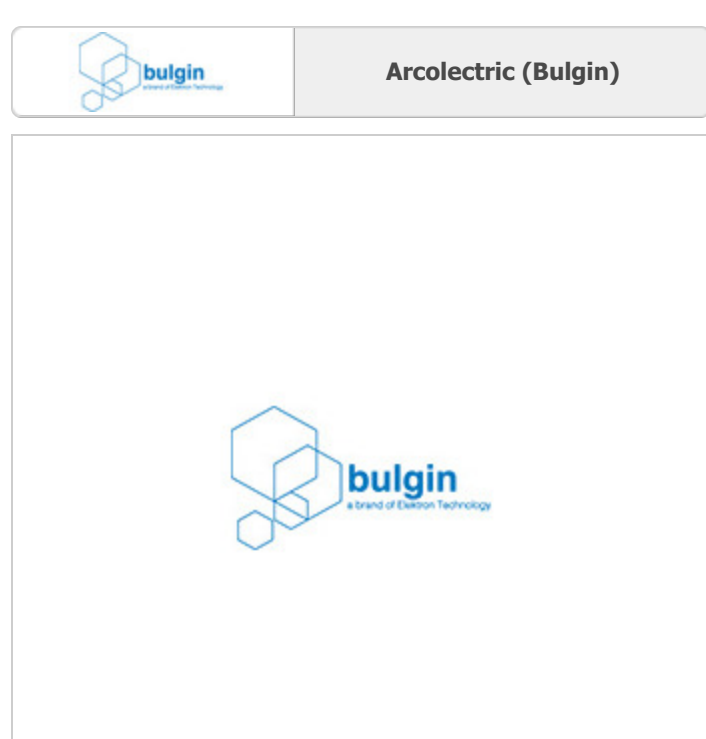 bulgin
a brand of Elektron Technology
Arcolectric (Bulgin)
bulgin
a brand of Elektron Technology